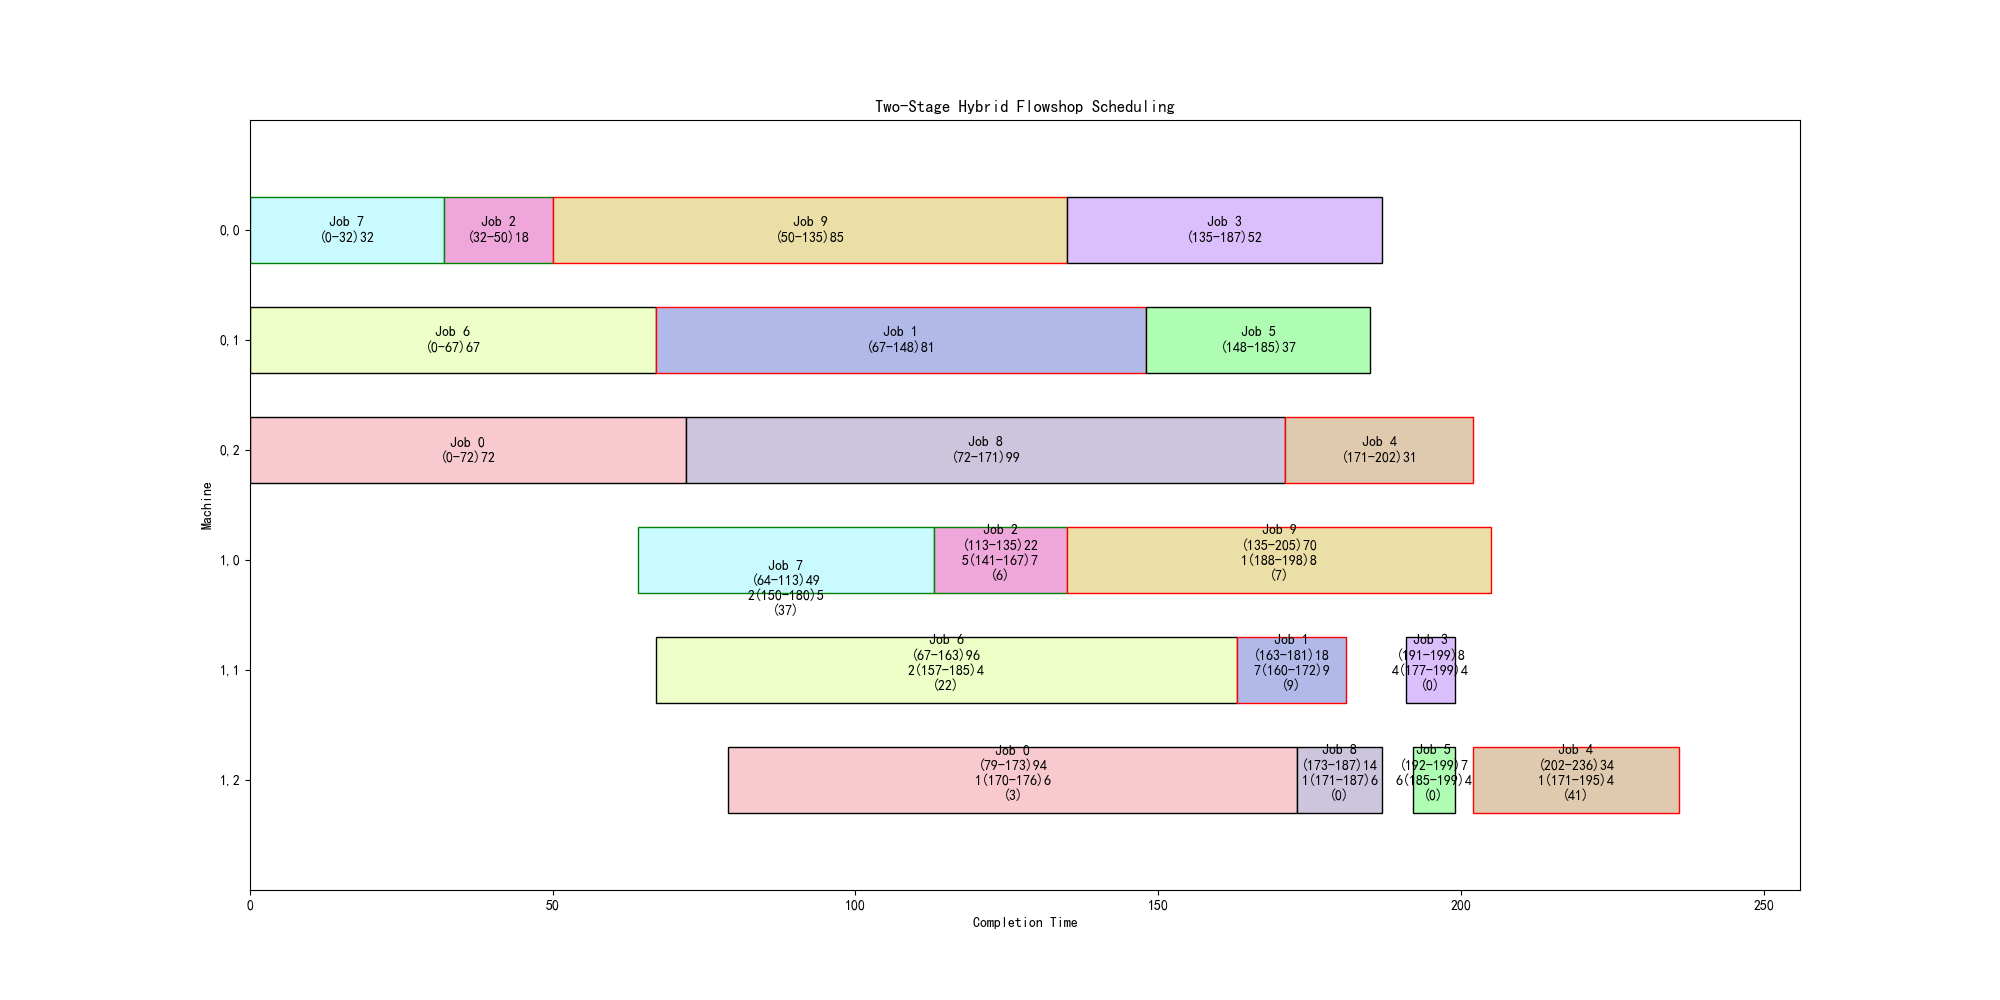 Two-Stage Hybrid Flowshop Scheduling
Machine
0,0
Job 7
(0-32)32
Job 2
(32-50)18
Job 9
(50-135)85
Job 3
(135-187)52
0,1
Job 6
(0-67)67
Job 1
(67-148)81
Job 5
(148-185)37
0,2
Job 0
(0-72)72
Job 8
(72-171)99
Job 4
(171-202)31
1,0
Job 7
(64-113)49
2(150-180)5
(37)
Job 2
(113-135)22
5(141-167)7
(6)
Job 9
(135-205)70
1(188-198)8
(7)
1,1
Job 6
(67-163)96
2(157-185)4
(22)
Job 1
(163-181)18
7(160-172)9
(9)
Job 3
(191-199)8
4(177-199)4
(0)
1,2
Job 0
(79-173)94
1(170-176)6
(3)
Job 8
(173-187)14
1(171-187)6
(0)
Job 5
(192-199)7
6(185-199)4
(0)
Job 4
(202-236)34
1(171-195)4
(41)
0
50
100
150
200
250
Completion Time